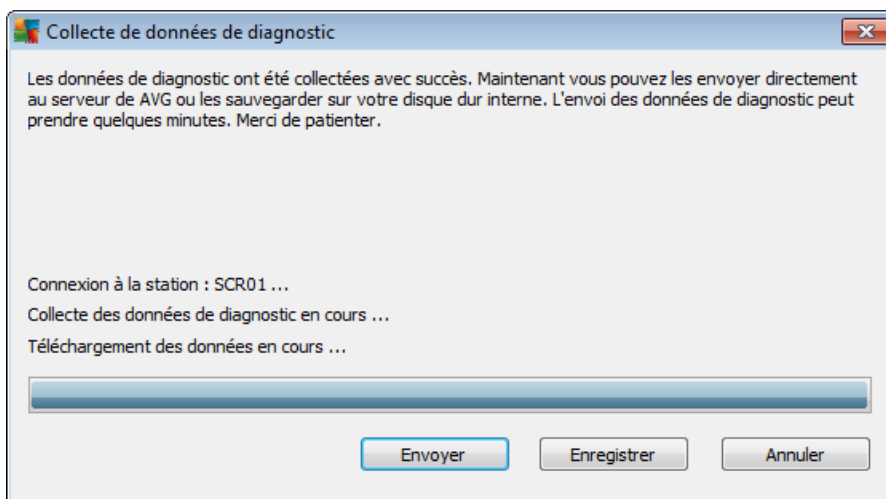 Collecte de données de diagnostic
Les données de diagnostic ont été collectées avec succès. Maintenant vous pouvez les envoyer directement
au serveur de AVG ou les sauvegarder sur votre disque dur interne. L'envoi des données de diagnostic peut
prendre quelques minutes. Merci de patienter.
Connexion à la station : SCR01 ...
Collecte des données de diagnostic en cours ...
Téléchargement des données en cours ...
Envoyer Enregistrer Annuler